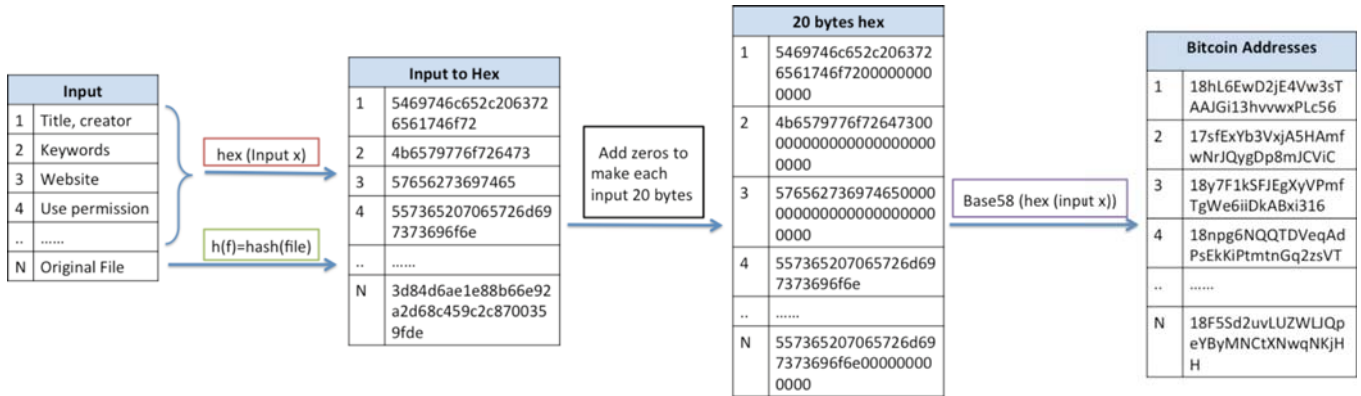 Input
1 Title, creator
2 Keywords
3 Website
4 Use permission
.. ......
N Original File
hex (Input x)
h(f)=hash(file)
Input to Hex
1 5469746c652c206372
6561746f72
2 4b6579776f726473
3 57656273697465
4 557365207065726d69
7373696f6e
.. ......
N 3d84d6ae1e88b66e92
a2d68c459c2c870035
9fde
Add zeros to
make each
input 20 bytes
20 bytes hex
1 5469746c652c206372
6561746f7200000000
0000
2 4b6579776f72647300
000000000000000000
0000
3 576562736974650000
000000000000000000
0000
4 557365207065726d69
7373696f6e
.. ......
N 557365207065726d69
7373696f6e00000000
0000
Base58 (hex (input x))
Bitcoin Addresses
1 18hL6EwD2jE4Vw3sT
AAJGi13hvvwxPLc56
2 17sfExYb3VxjA5HAmf
wNrJQygDp8mJCViC
3 18y7F1kSFJEgXyVPmf
TgWe6iiDkABxi316
4 18npg6NQQTDVeqAd
PsEkKiPtmtnGq2zsVT
.. ......
N 18F5Sd2uvLUZWLJQp
eYByMNCtXNwqNKjH
H